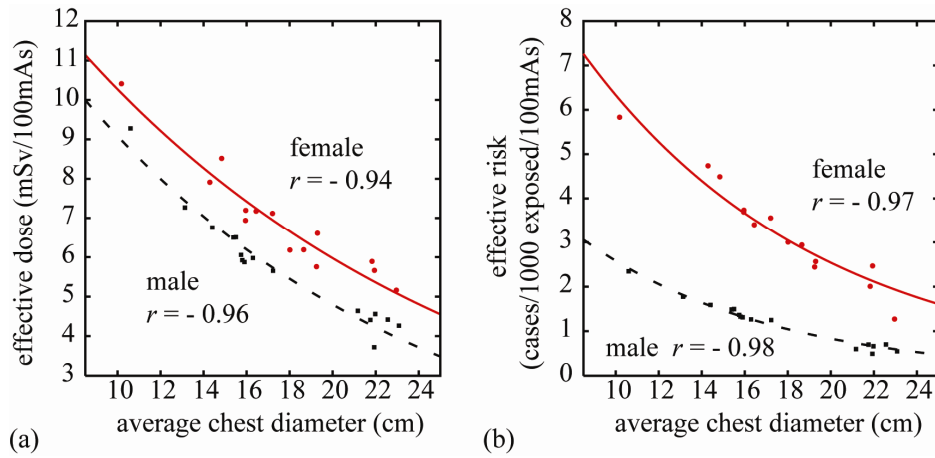 12
11
10
9
8
7
6
5
4
3
effective dose (mSv/100mAs)
female
r = - 0.94
male
r = - 0.96
10 12 14 16 18 20 22 24
average chest diameter (cm)
(a)
8
7
6
5
4
3
2
1
0
effective risk
(cases/1000 exposed/100mAs)
female
r = - 0.97
male r = - 0.98
10 12 14 16 18 20 22 24
average chest diameter (cm)
(b)